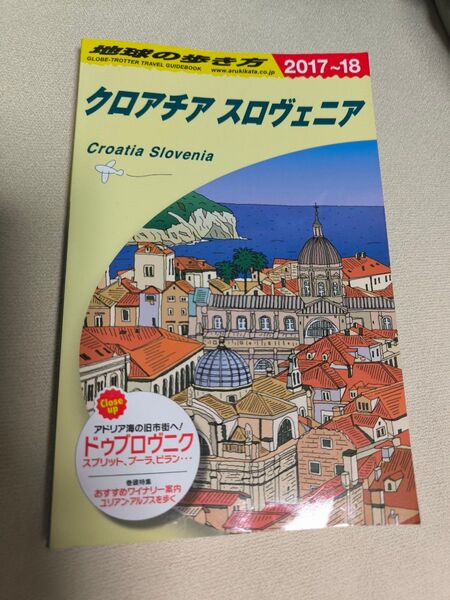 地球の歩き方
GLOBE-TROTTER TRAVEL GUIDEBOOK
www.arukikata.co.jp
2017~18
クロアチア スロヴェニア
Croatia Slovenia
Close up
アドリア海の旧市街へ!
ドゥブロヴニク
スプリット、プーラ、ピラン…
巻頭特集
おすすめワイナリー案内
ユリアン・アルプスを歩く